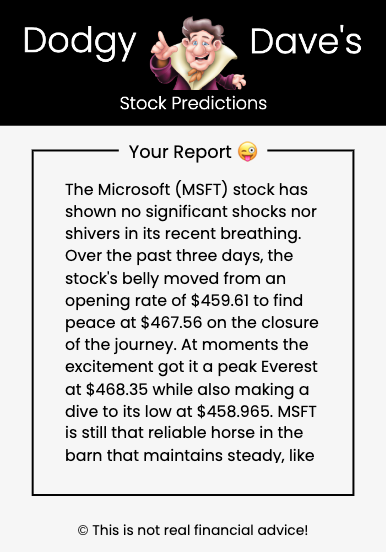 Dodgy Dave's
Stock Predictions
Your Report 😜
The Microsoft (MSFT) stock has
shown no significant shocks nor
shivers in its recent breathing.
Over the past three days, the
stock's belly moved from an
opening rate of $459.61 to find
peace at $467.56 on the closure
of the journey. At moments the
excitement got it a peak Everest
at $468.35 while also making a
dive to its low at $458.965. MSFT
is still that reliable horse in the
barn that maintains steady, like
© This is not real financial advice!